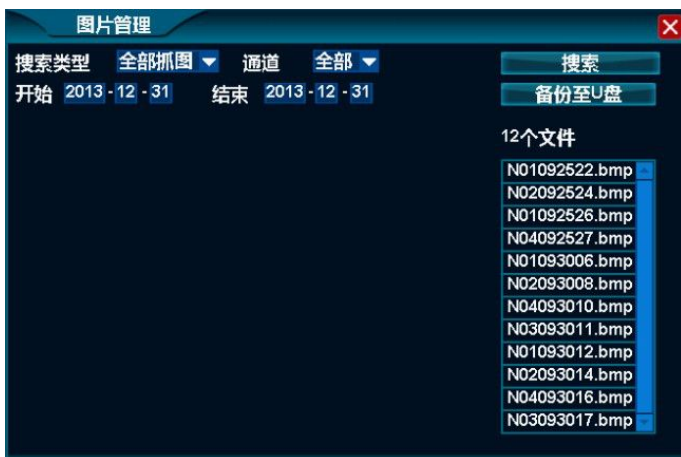 图片管理
搜索类型 全部抓图 通道 全部 搜索
开始 2013-12-31 结束 2013-12-31 备份至U盘
12个文件
N01092522.bmp
N02092524.bmp
N01092526.bmp
N04092527.bmp
N01093006.bmp
N02093008.bmp
N04093010.bmp
N03093011.bmp
N01093012.bmp
N02093014.bmp
N04093016.bmp
N03093017.bmp